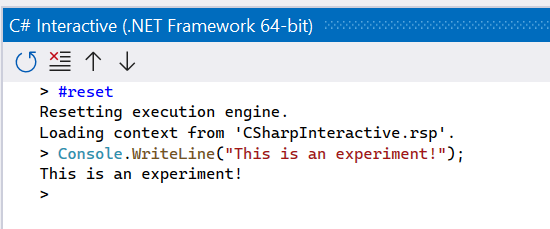 C# Interactive (.NET Framework 64-bit)
> #reset
Resetting execution engine.
Loading context from 'CSharpInteractive.rsp'.
> Console.WriteLine("This is an experiment!");
This is an experiment!
>